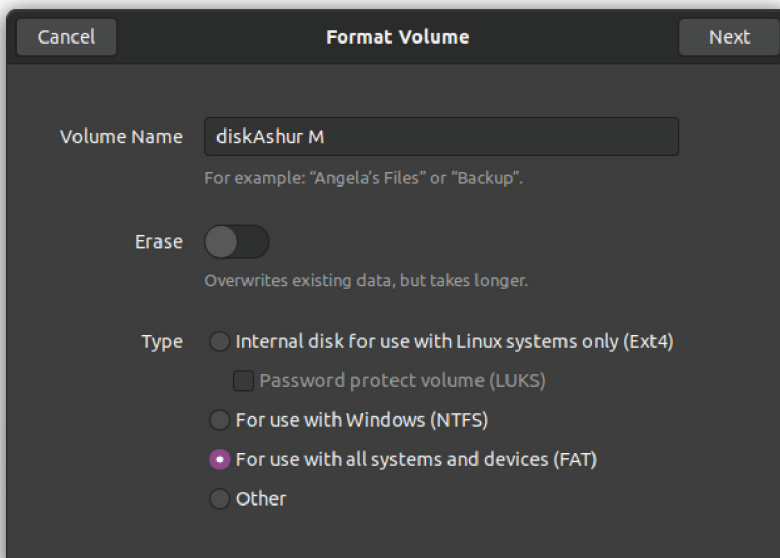 Cancel Format Volume Next
Volume Name diskAshur M
For example: “Angela’s Files” or “Backup”.
Erase
Overwrites existing data, but takes longer.
Type Internal disk for use with Linux systems only (Ext4)
Password protect volume (LUKS)
For use with Windows (NTFS)
For use with all systems and devices (FAT)
Other